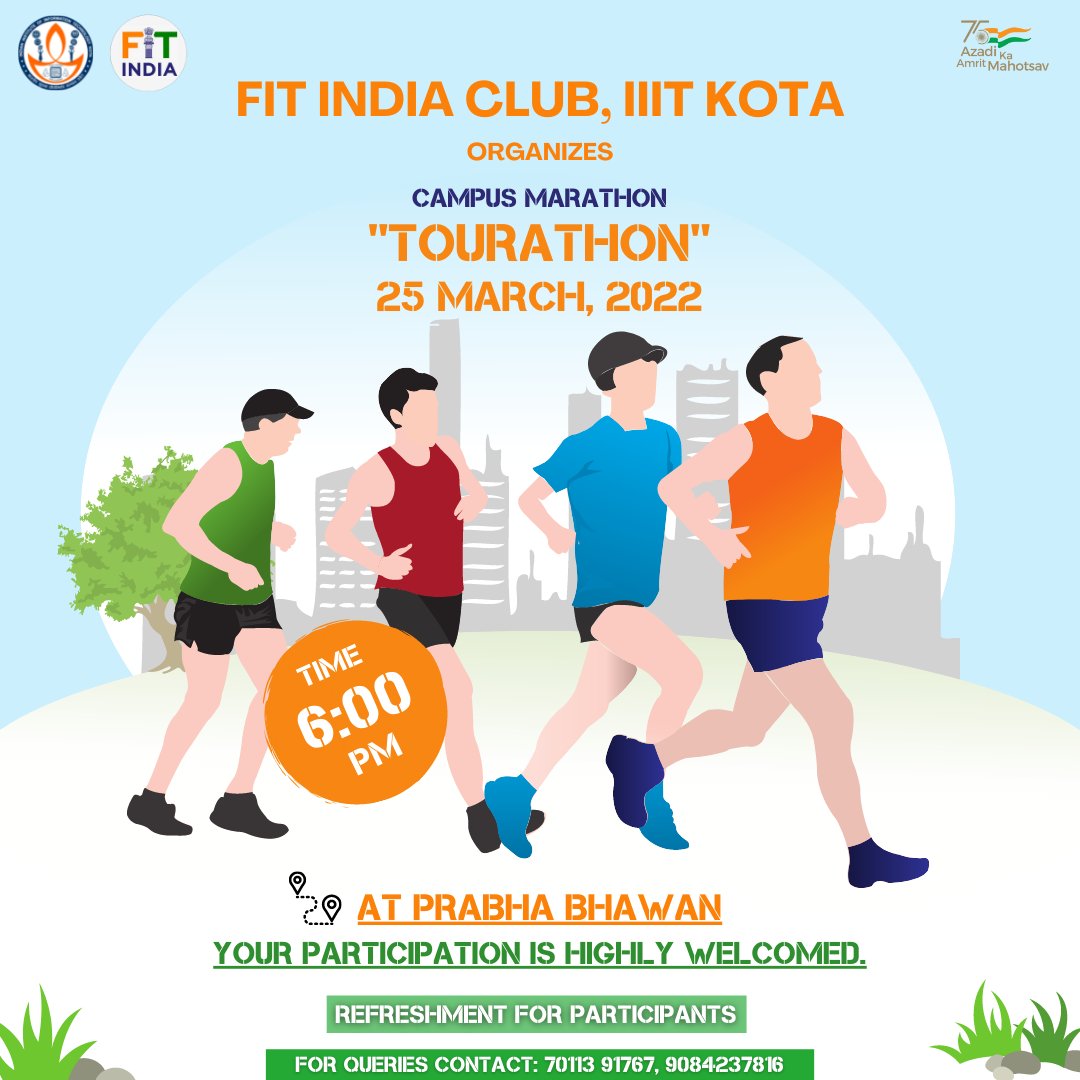 FIT INDIA
75
Azadi Ka
Amrit Mahotsav
FIT INDIA CLUB, IIIT KOTA
ORGANIZES
CAMPUS MARATHON
"TOURATHON"
25 MARCH, 2022
TIME
6:00
PM
AT PRABHA BHAWAN
YOUR PARTICIPATION IS HIGHLY WELCOMED.
REFRESHMENT FOR PARTICIPANTS
FOR QUERIES CONTACT: 70113 91767, 9084237816